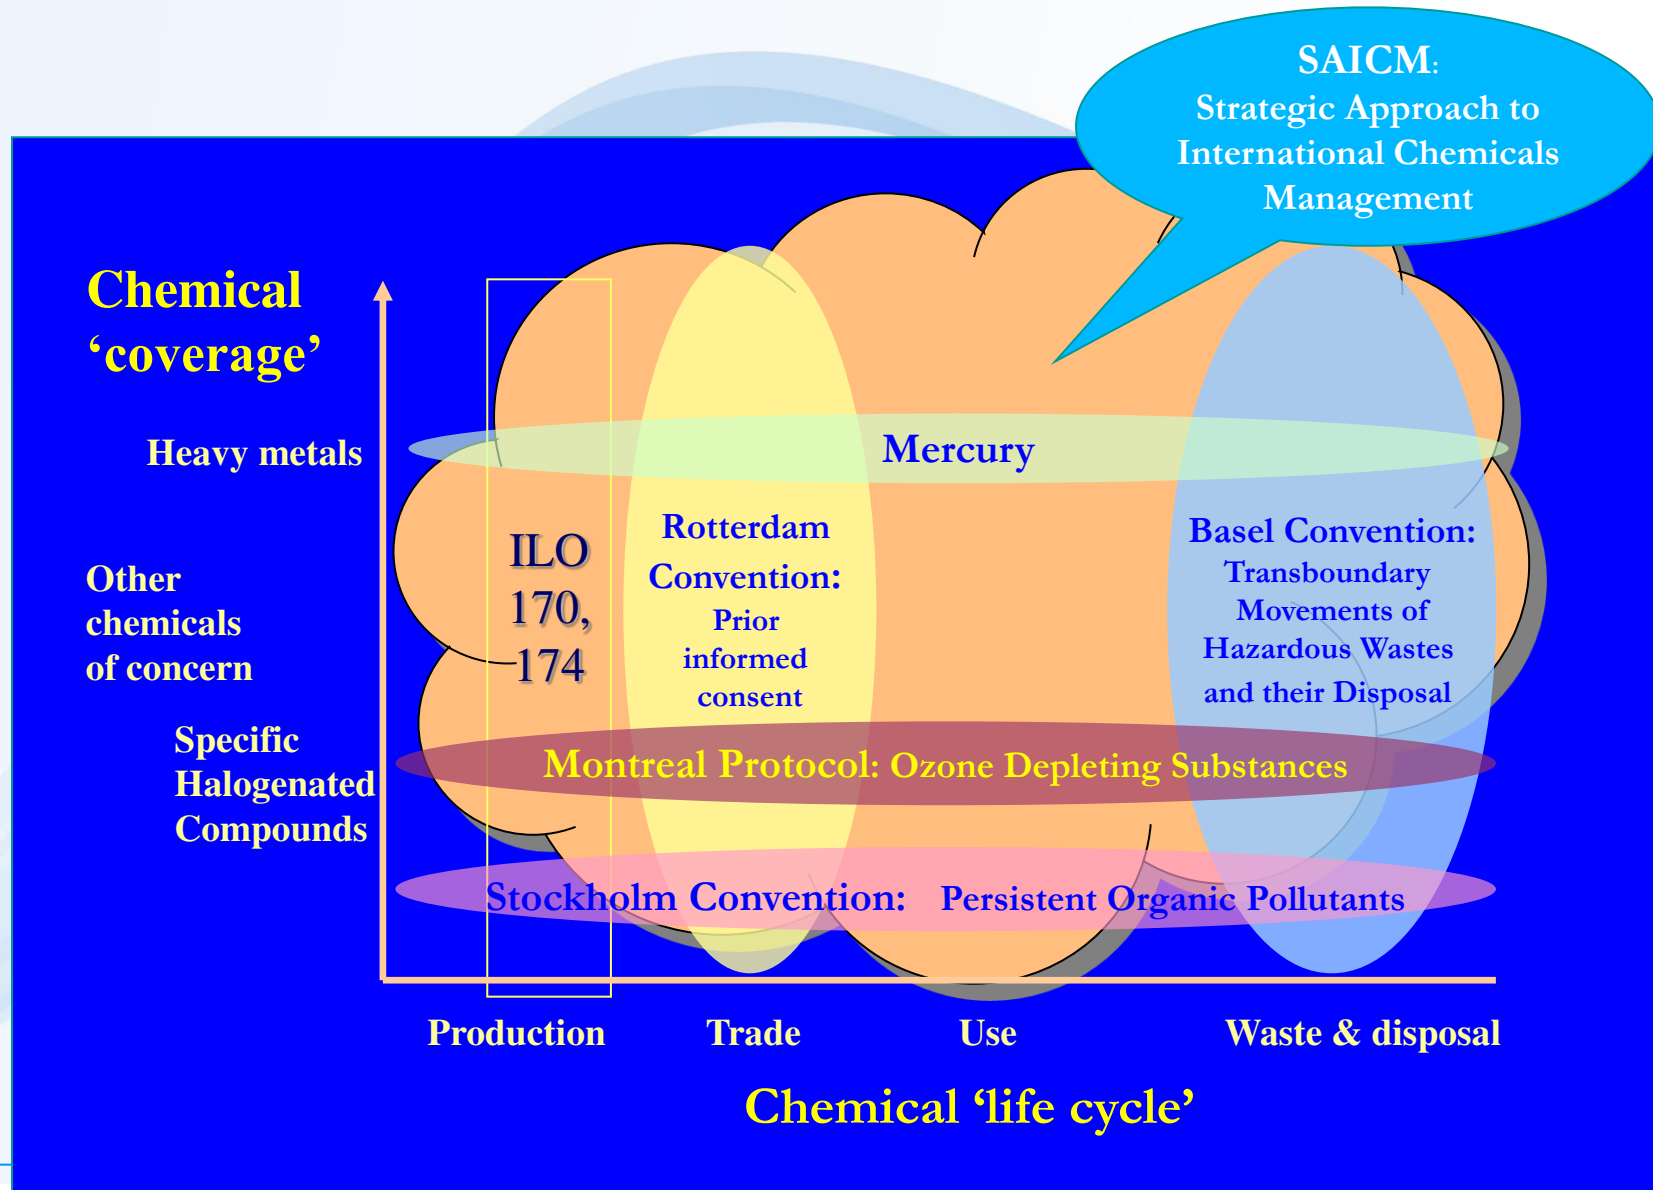 SAICM:
Strategic Approach to
International Chemicals
Management
Chemical
‘coverage’
Heavy metals
Mercury
Other
chemicals
of concern
ILO
170,
174
Rotterdam
Convention:
Prior
informed
consent
Basel Convention:
Transboundary
Movements of
Hazardous Wastes
and their Disposal
Specific
Halogenated
Compounds
Montreal Protocol: Ozone Depleting Substances
Stockholm Convention: Persistent Organic Pollutants
Production Trade Use Waste & disposal
Chemical ‘life cycle’